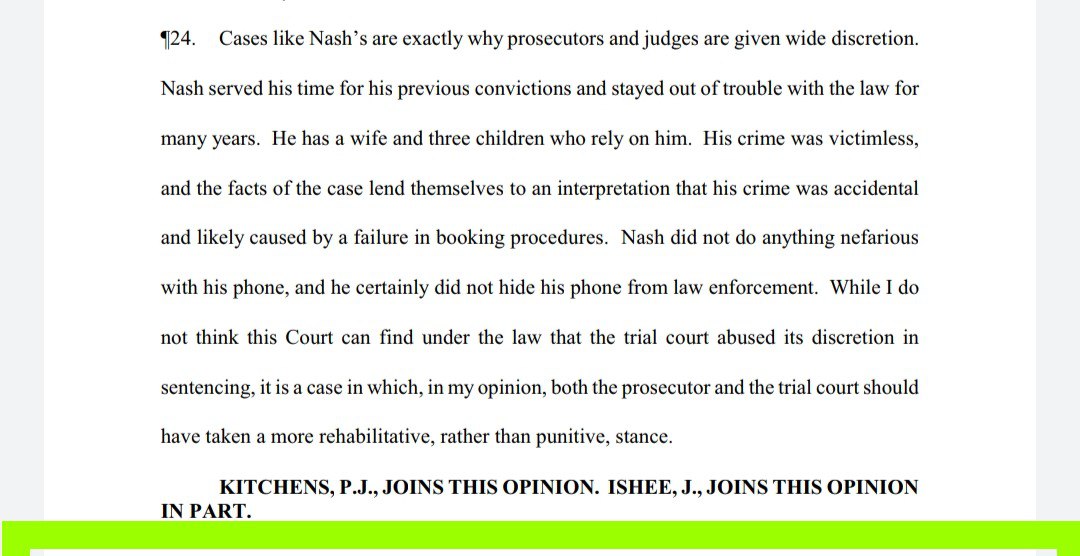 ¶24. Cases like Nash’s are exactly why prosecutors and judges are given wide discretion.
Nash served his time for his previous convictions and stayed out of trouble with the law for
many years. He has a wife and three children who rely on him. His crime was victimless,
and the facts of the case lend themselves to an interpretation that his crime was accidental
and likely caused by a failure in booking procedures. Nash did not do anything nefarious
with his phone, and he certainly did not hide his phone from law enforcement. While I do
not think this Court can find under the law that the trial court abused its discretion in
sentencing, it is a case in which, in my opinion, both the prosecutor and the trial court should
have taken a more rehabilitative, rather than punitive, stance.
KITCHENS, P.J., JOINS THIS OPINION. ISHEE, J., JOINS THIS OPINION
IN PART.